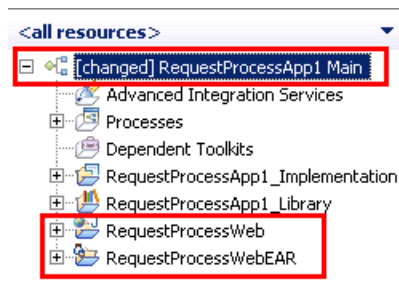 <all resources>
[changed] RequestProcessApp1 Main
Advanced Integration Services
Processes
Dependent Toolkits
RequestProcessApp1_Implementation
RequestProcessApp1_Library
RequestProcessWeb
RequestProcessWebEAR